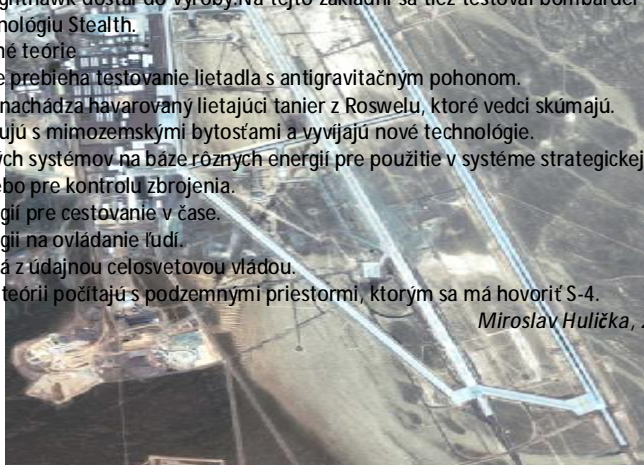 ghthawk dostal do výroby.Na tejto základni sa tiež testoval bombardér
nológiu Stealth.
né teórie
e prebieha testovanie lietadla s antigravitačným pohonom.
nachádza havarovaný lietajúci tanier z Roswelu, ktoré vedci skúmajú.
ujú s mimozemskými bytosťami a vyvíjajú nové technológie.
ých systémov na báze rôznych energií pre použitie v systéme strategickej
ebo pre kontrolu zbrojenia.
gií pre cestovanie v čase.
gii na ovládanie ľudí.
á z údajnou celosvetovou vládou.
teórii počítajú s podzemnými priestormi, ktorým sa má hovoriť S-4.
Miroslav Hulička,